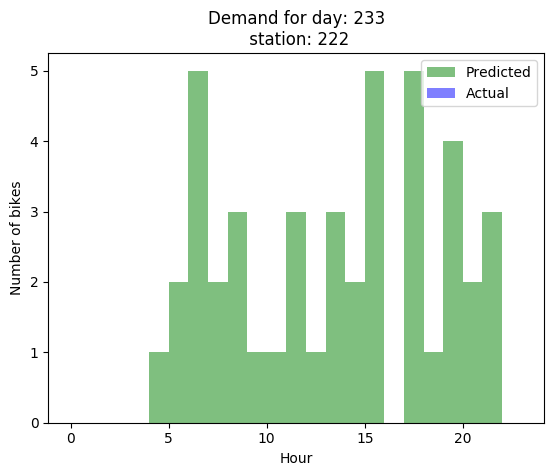 Demand for day: 233
station: 222
Predicted
Actual
Number of bikes
5
4
3
2
1
0
0
5
10
15
20
Hour